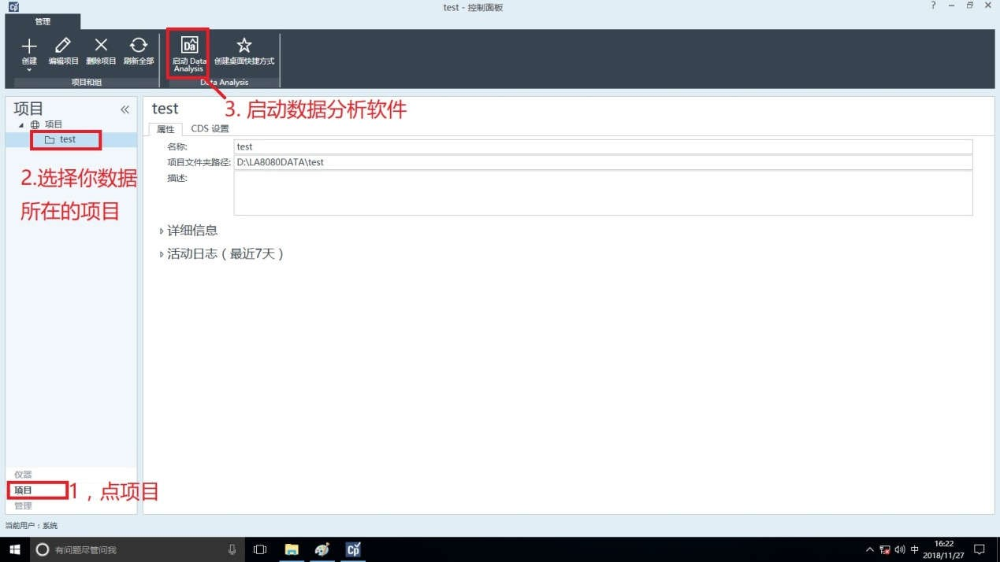 Cp
test - 控制面板
管理
创建
编辑项目
删除项目
刷新全部
Da
启动 Data
Analysis
创建桌面快捷方式
项目和组
Data Analysis
项目
项目
test
2.选择你数据
所在的项目
test
3. 启动数据分析软件
属性
CDS 设置
名称:
test
项目文件夹路径:
D:\LA8080DATA\test
描述:
详细信息
活动日志（最近7天）
仪器
项目
1，点项目
管理
当前用户：系统
有问题尽管问我
Cp
中
16:22
2018/11/27